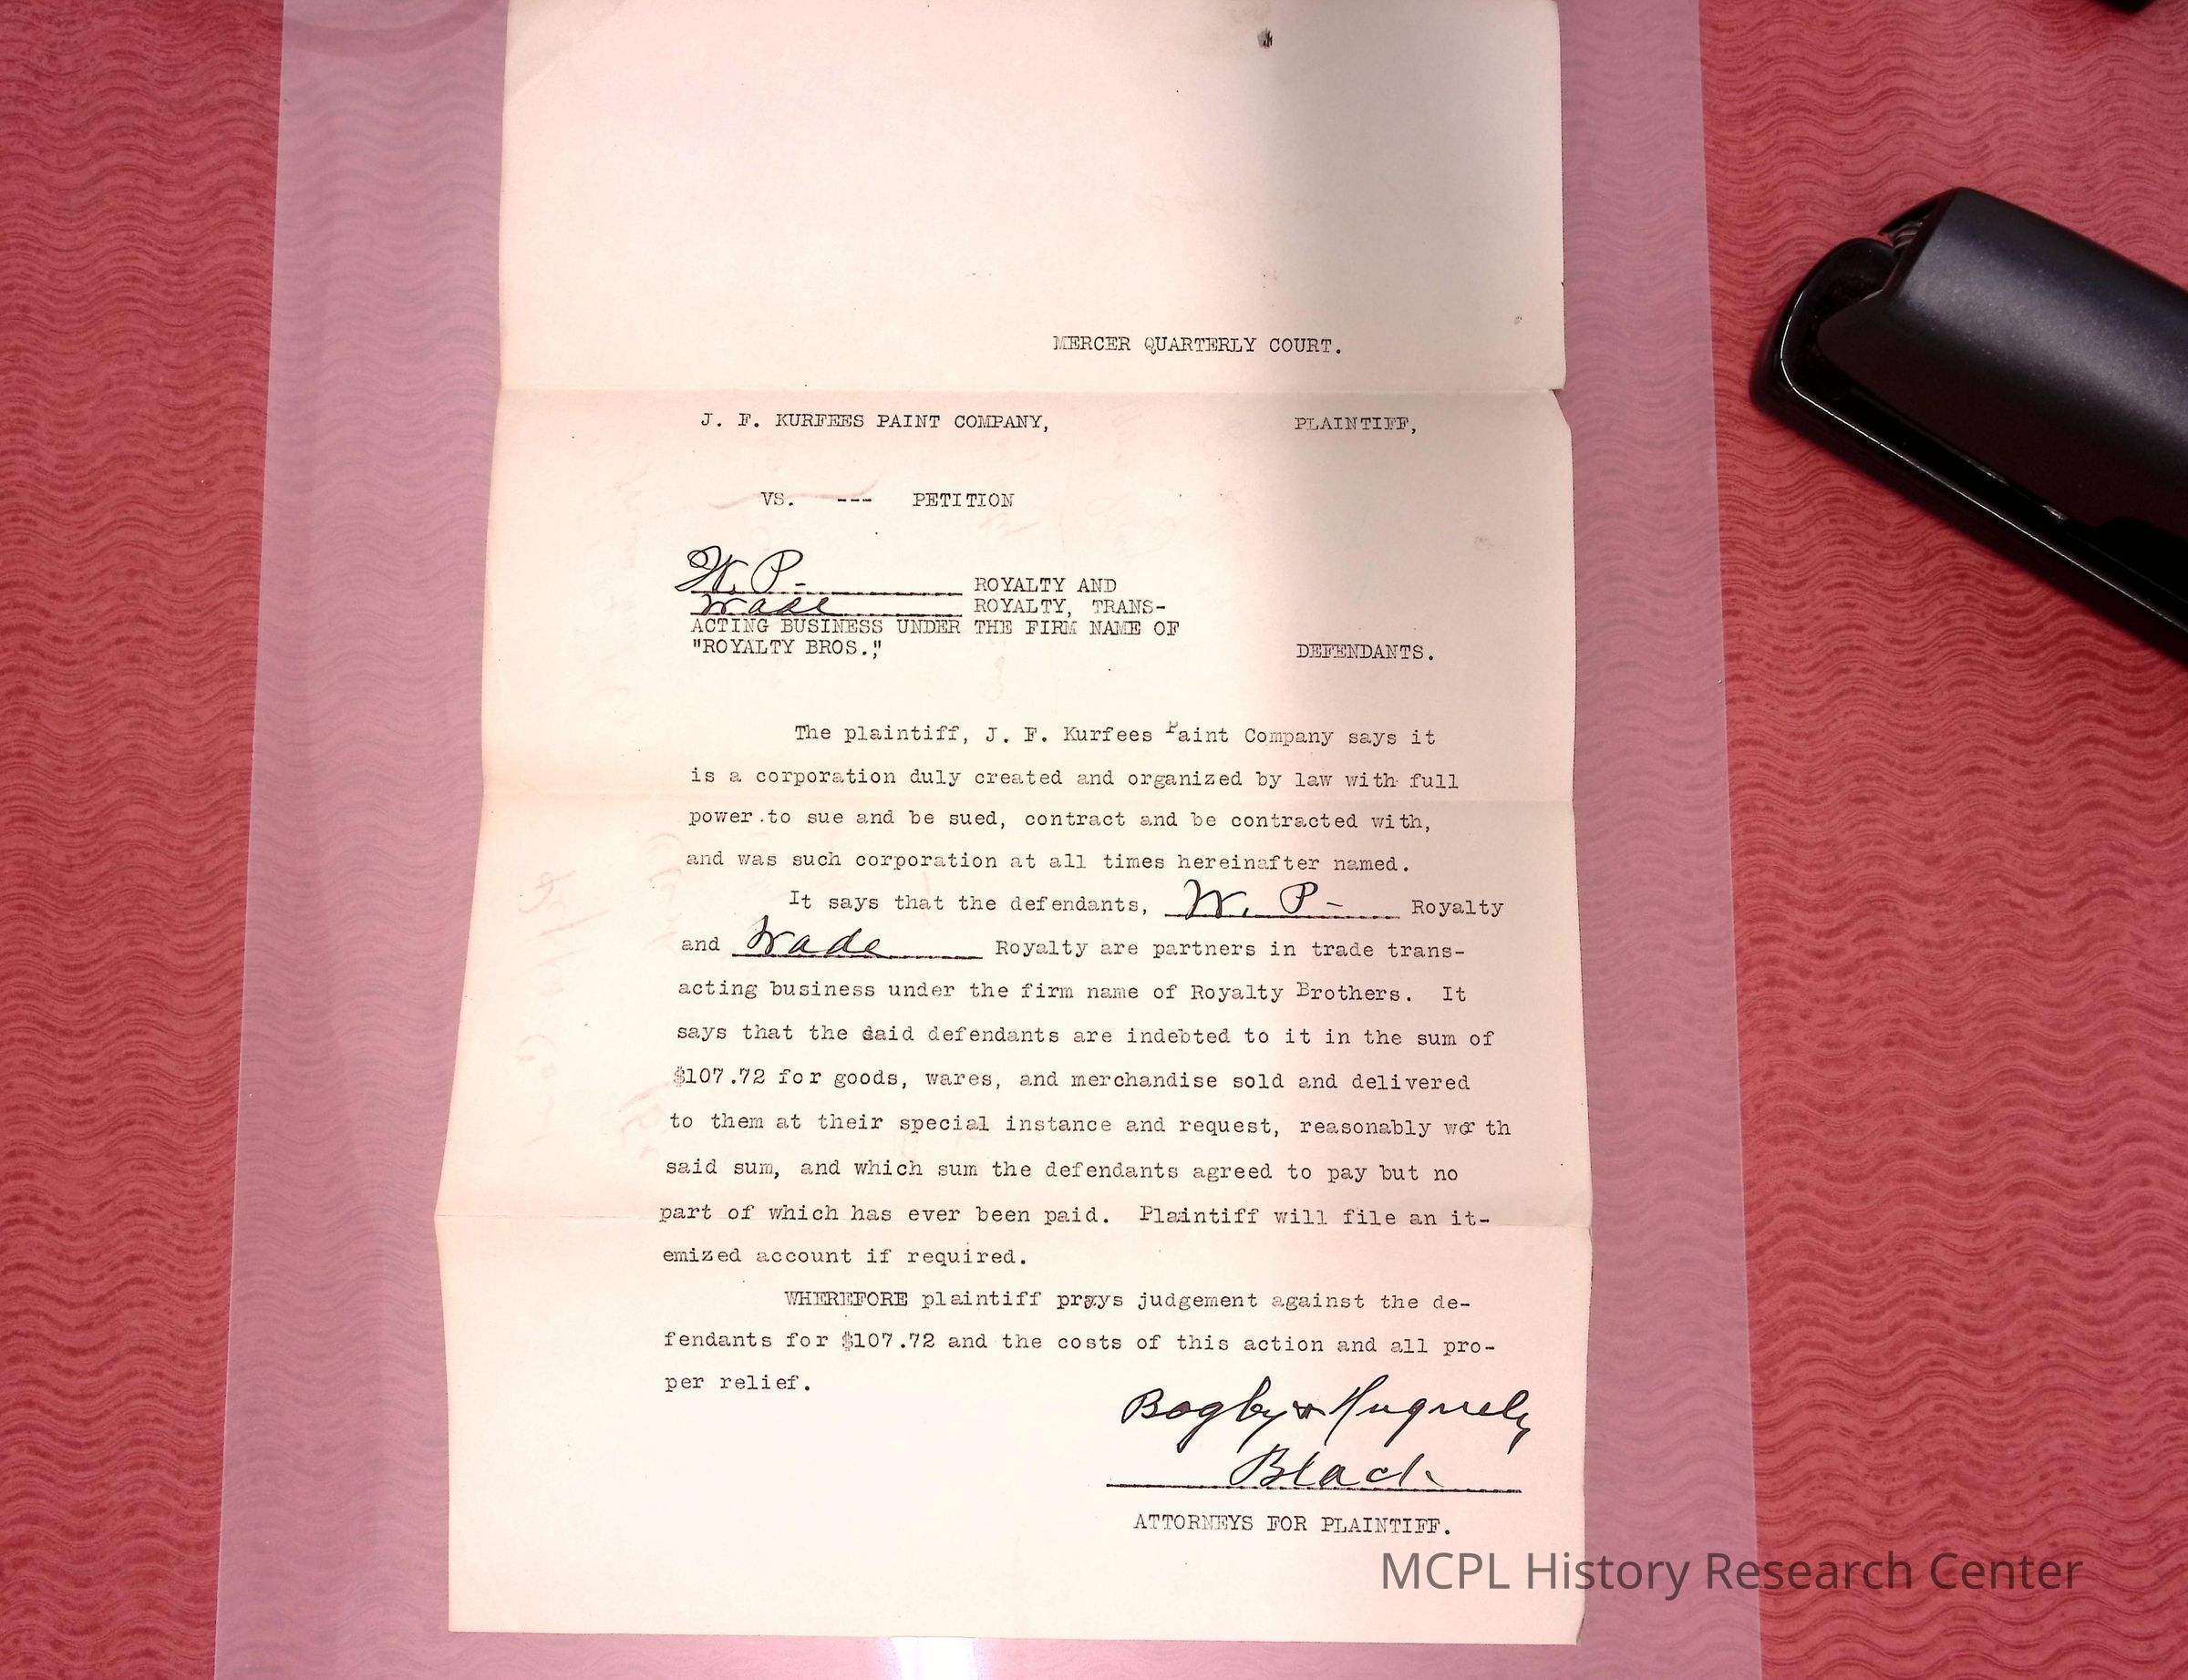 MERCER QUARTERLY COURT.
J. F. KURFEES PAINT COMPANY, PLAINTIFF,
VS. --- PETITION
W. P. ROYALTY AND
Wade ROYALTY, TRANS-
ACTING BUSINESS UNDER THE FIRM NAME OF
"ROYALTY BROS.," DEFENDANTS.
The plaintiff, J. F. Kurfees Paint Company says it
is a corporation duly created and organized by law with full
power to sue and be sued, contract and be contracted with,
and was such corporation at all times hereinafter named.
It says that the defendants, W. P. Royalty
and Wade Royalty are partners in trade trans-
acting business under the firm name of Royalty Brothers. It
says that the said defendants are indebted to it in the sum of
$107.72 for goods, wares, and merchandise sold and delivered
to them at their special instance and request, reasonably wor th
said sum, and which sum the defendants agreed to pay but no
part of which has ever been paid. Plaintiff will file an it-
emized account if required.
WHEREFORE plaintiff prays judgement against the de-
fendants for $107.72 and the costs of this action and all pro-
per relief.
Bagby & Huguely
Black
ATTORNEYS FOR PLAINTIFF.
MCPL History Research Center